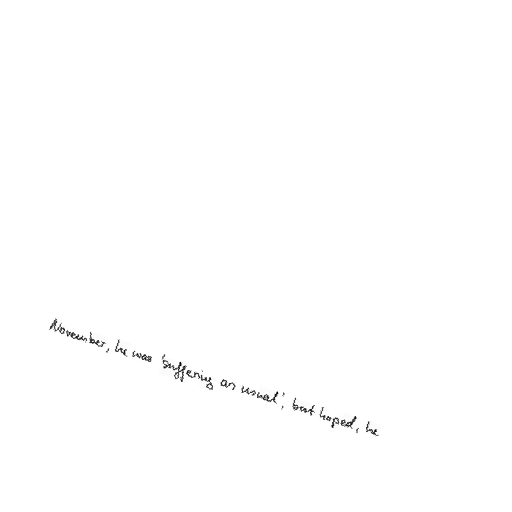 November, he was 'suffering as usual', but hoped, he